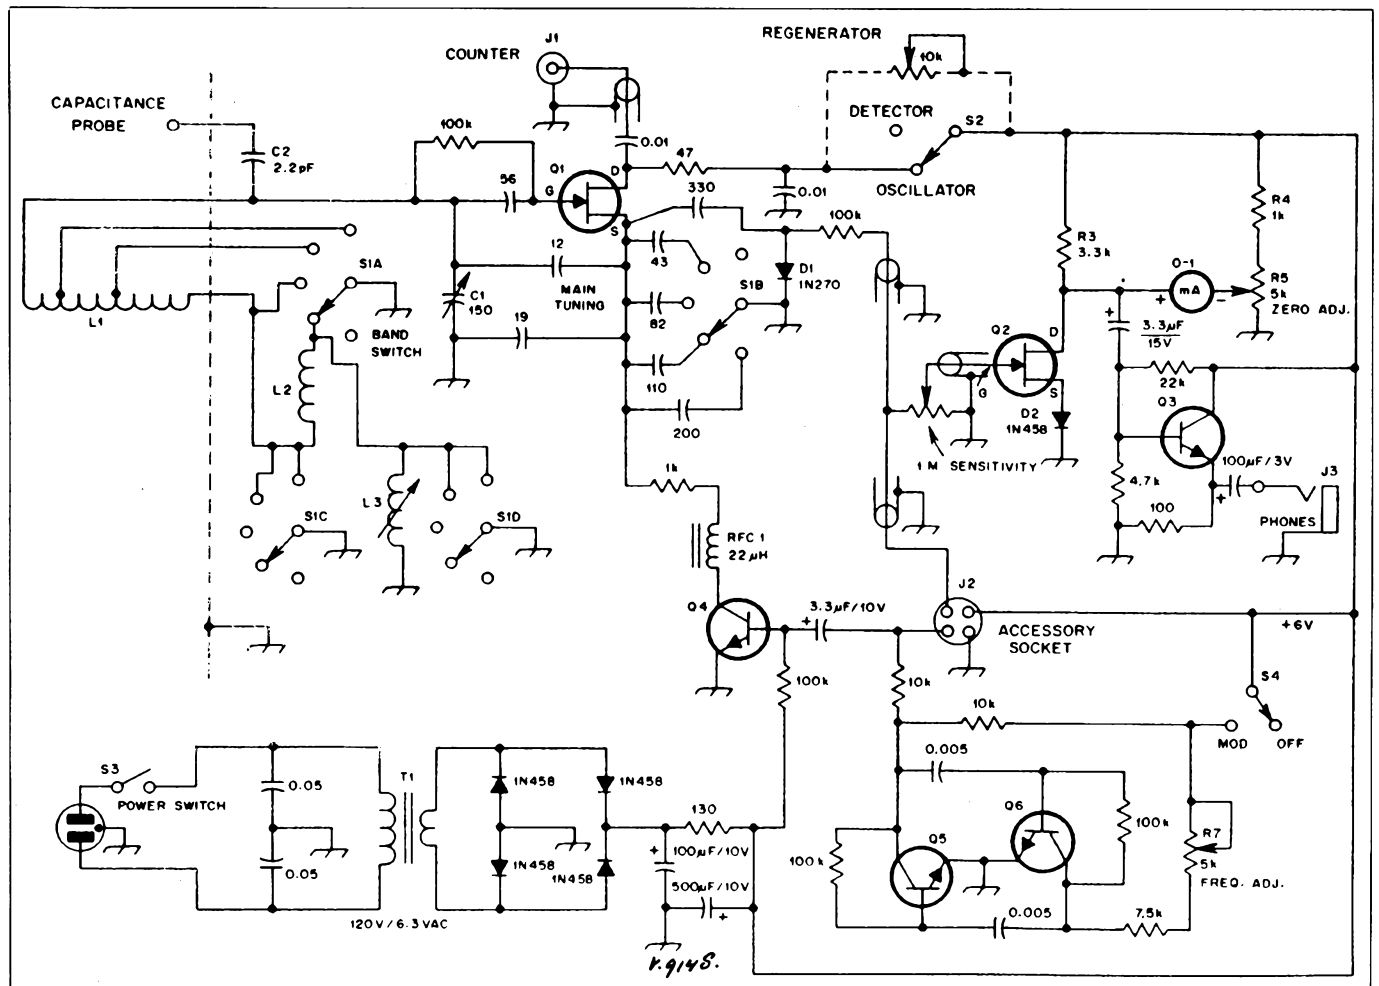 COUNTER
J1
REGENERATOR
10k
CAPACITANCE
PROBE
C2
2.2pF
100k
0.01
DETECTOR
S2
OSCILLATOR
56
Q1
D
G
S
47
330
0.01
100k
R4
1k
R3
3.3k
0-1
mA
+
-
R5
5k
ZERO ADJ.
S1A
BAND
SWITCH
L1
L2
12
MAIN
TUNING
C1
150
19
43
82
110
200
S1B
D1
1N270
Q2
D
G
S
D2
1N458
1 M SENSITIVITY
+
3.3µF
15V
22k
Q3
4.7k
100
100µF/3V
+
J3
PHONES
S1C
L3
S1D
1k
RFC 1
22µH
Q4
3.3µF/10V
+
J2
ACCESSORY
SOCKET
+6V
100k
10k
10k
S4
MOD
OFF
S3
POWER SWITCH
0.05
0.05
T1
120V/6.3VAC
1N458
1N458
1N458
1N458
130
+
100µF/10V
500µF/10V
+
0.005
Q6
Q5
100k
100k
0.005
7.5k
R7
5k
FREQ. ADJ.